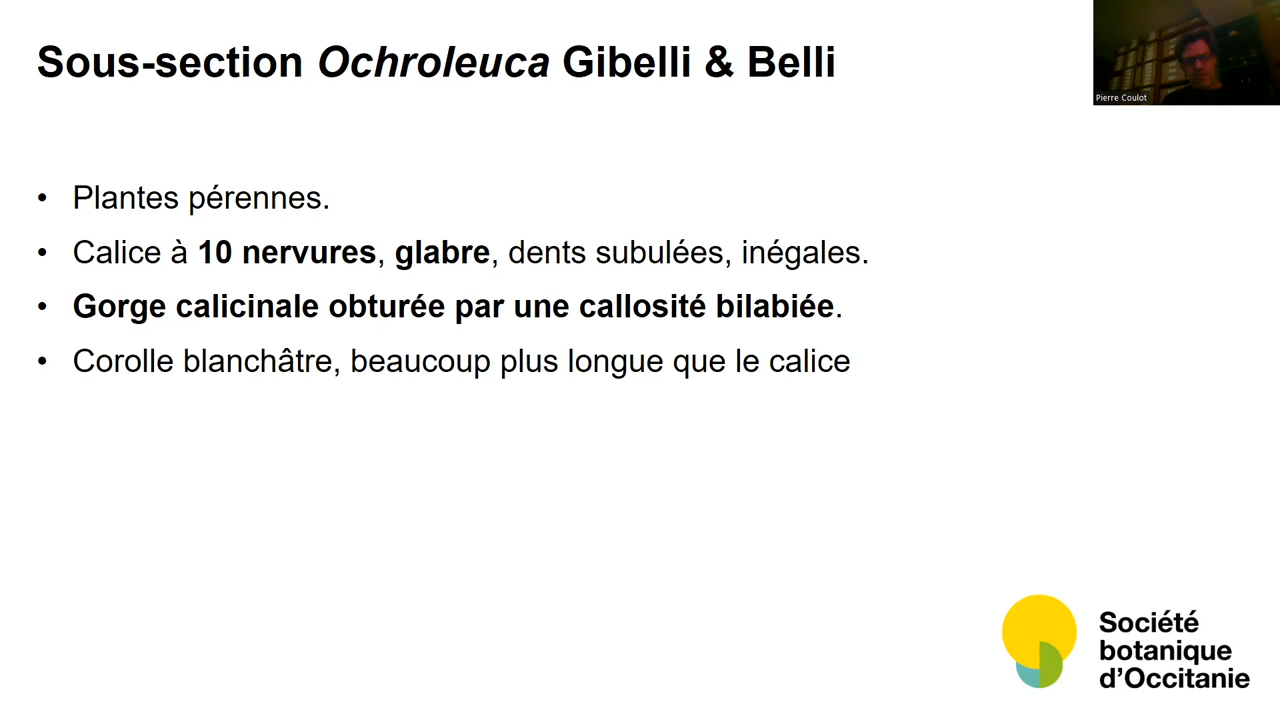 Sous-section Ochroleuca Gibelli & Belli
Pierre Coulot
• Plantes pérennes.
• Calice à 10 nervures, glabre, dents subulées, inégales.
• Gorge calicinale obturée par une callosité bilabiée.
• Corolle blanchâtre, beaucoup plus longue que le calice
Société
botanique
d’Occitanie